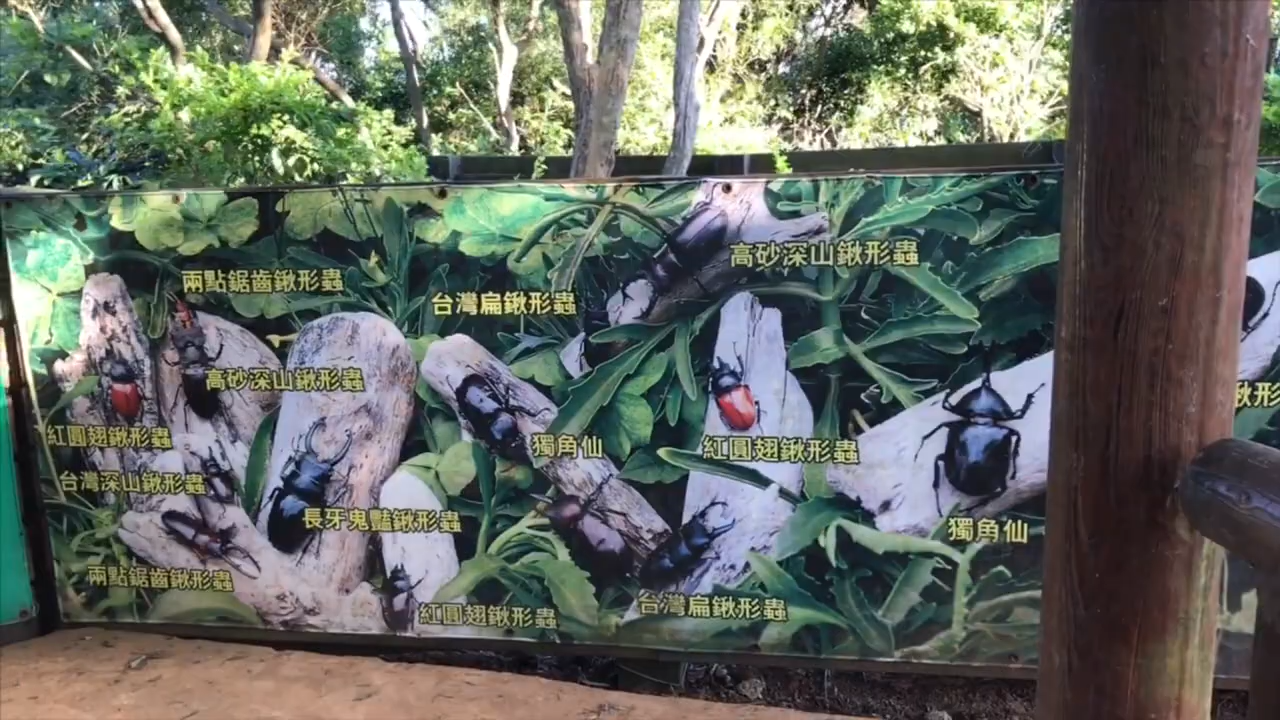 兩點鋸齒鍬形蟲
高砂深山鍬形蟲
紅圓翅鍬形蟲
台灣深山鍬形蟲
兩點鋸齒鍬形蟲
長牙鬼豔鍬形蟲
紅圓翅鍬形蟲
台灣扁鍬形蟲
獨角仙
高砂深山鍬形蟲
紅圓翅鍬形蟲
台灣扁鍬形蟲
獨角仙
鍬形